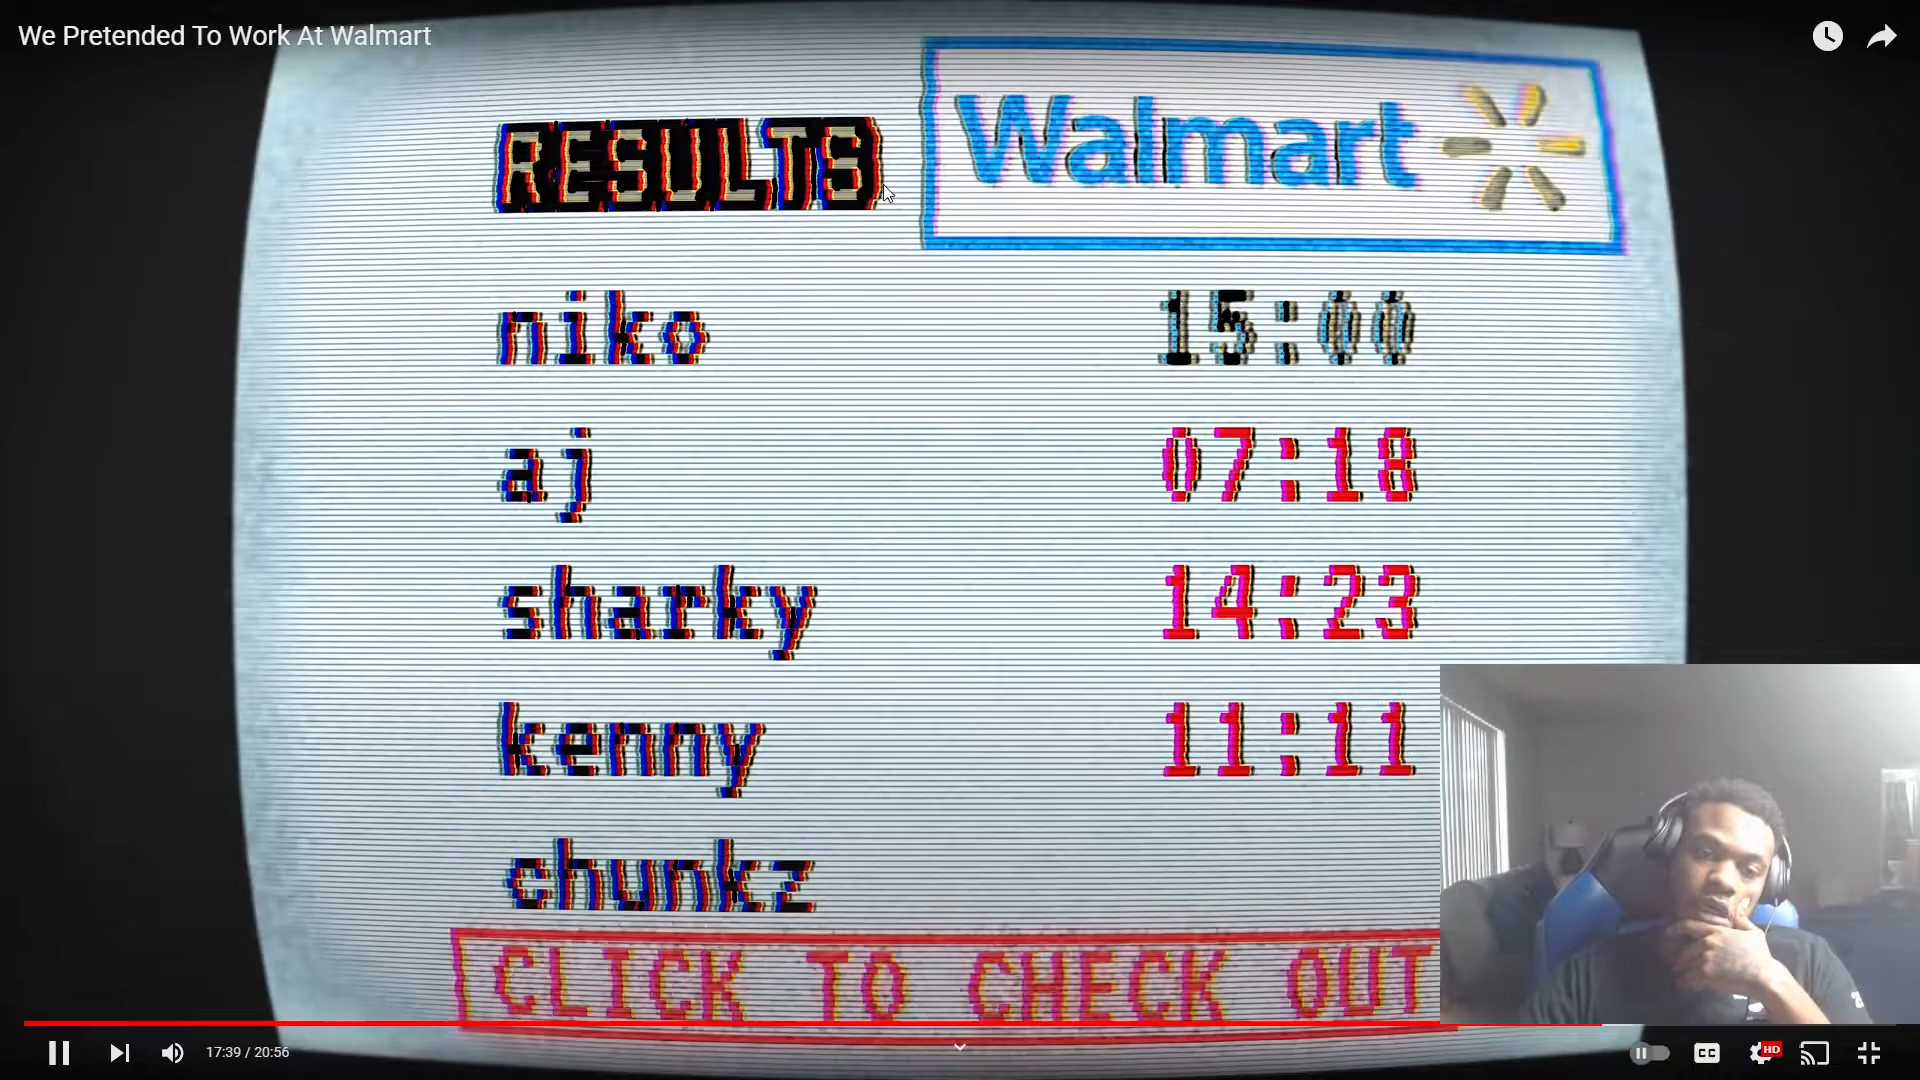 We Pretended To Work At Walmart
RESULTS
Walmart
niko 15:00
aj 07:18
sharky 14:23
kenny 11:11
chunkz
CLICK TO CHECK OUT
17:39 / 20:56
CC
HD